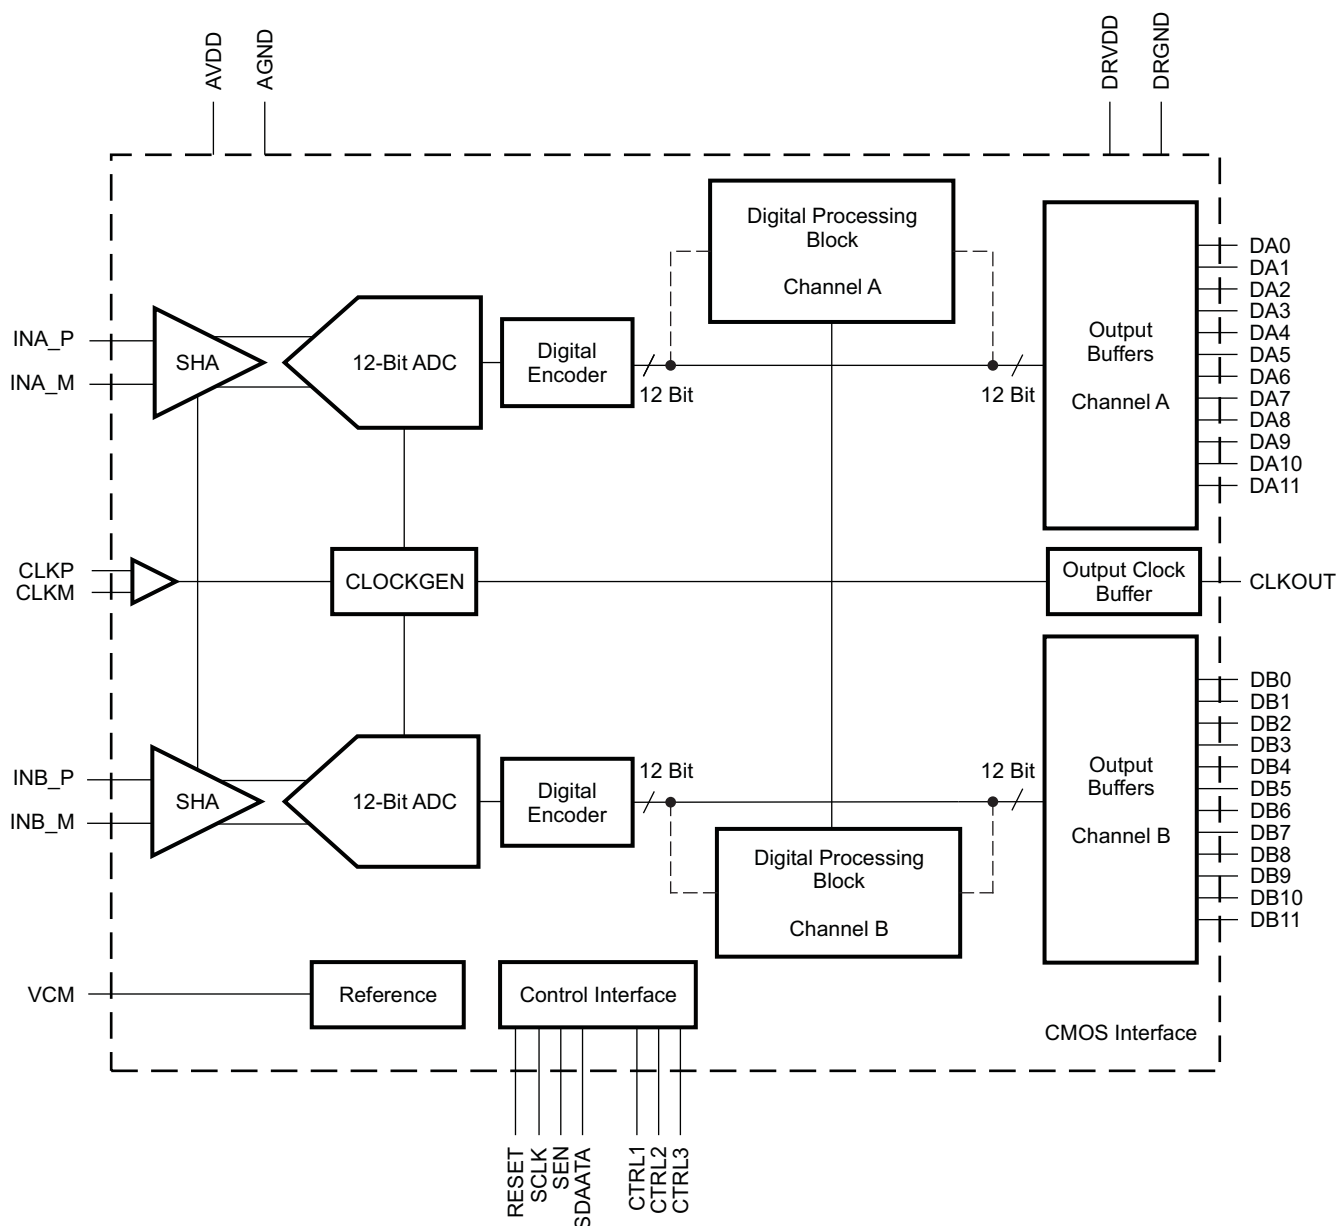 AVDD
AGND
DRVDD
DRGND
Digital Processing
Block
Channel A
INA_P
INA_M
SHA
12-Bit ADC
Digital
Encoder
12 Bit
12 Bit
Output
Buffers
Channel A
DA0
DA1
DA2
DA3
DA4
DA5
DA6
DA7
DA8
DA9
DA10
DA11
CLKP
CLKM
CLOCKGEN
Output Clock
Buffer
CLKOUT
INB_P
INB_M
SHA
12-Bit ADC
Digital
Encoder
12 Bit
12 Bit
Digital Processing
Block
Channel B
Output
Buffers
Channel B
DB0
DB1
DB2
DB3
DB4
DB5
DB6
DB7
DB8
DB9
DB10
DB11
VCM
Reference
Control Interface
CMOS Interface
RESET
SCLK
SEN
SDAATA
CTRL1
CTRL2
CTRL3